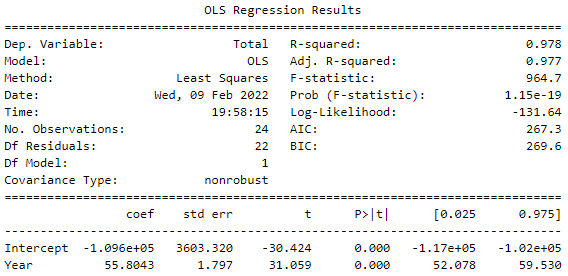 OLS Regression Results
==============================================================================
Dep. Variable: Total R-squared: 0.978
Model: OLS Adj. R-squared: 0.977
Method: Least Squares F-statistic: 964.7
Date: Wed, 09 Feb 2022 Prob (F-statistic): 1.15e-19
Time: 19:58:15 Log-Likelihood: -131.64
No. Observations: 24 AIC: 267.3
Df Residuals: 22 BIC: 269.6
Df Model: 1
Covariance Type: nonrobust
==============================================================================
coef std err t P>|t| [0.025 0.975]
------------------------------------------------------------------------------
Intercept -1.096e+05 3603.320 -30.424 0.000 -1.17e+05 -1.02e+05
Year 55.8043 1.797 31.059 0.000 52.078 59.530